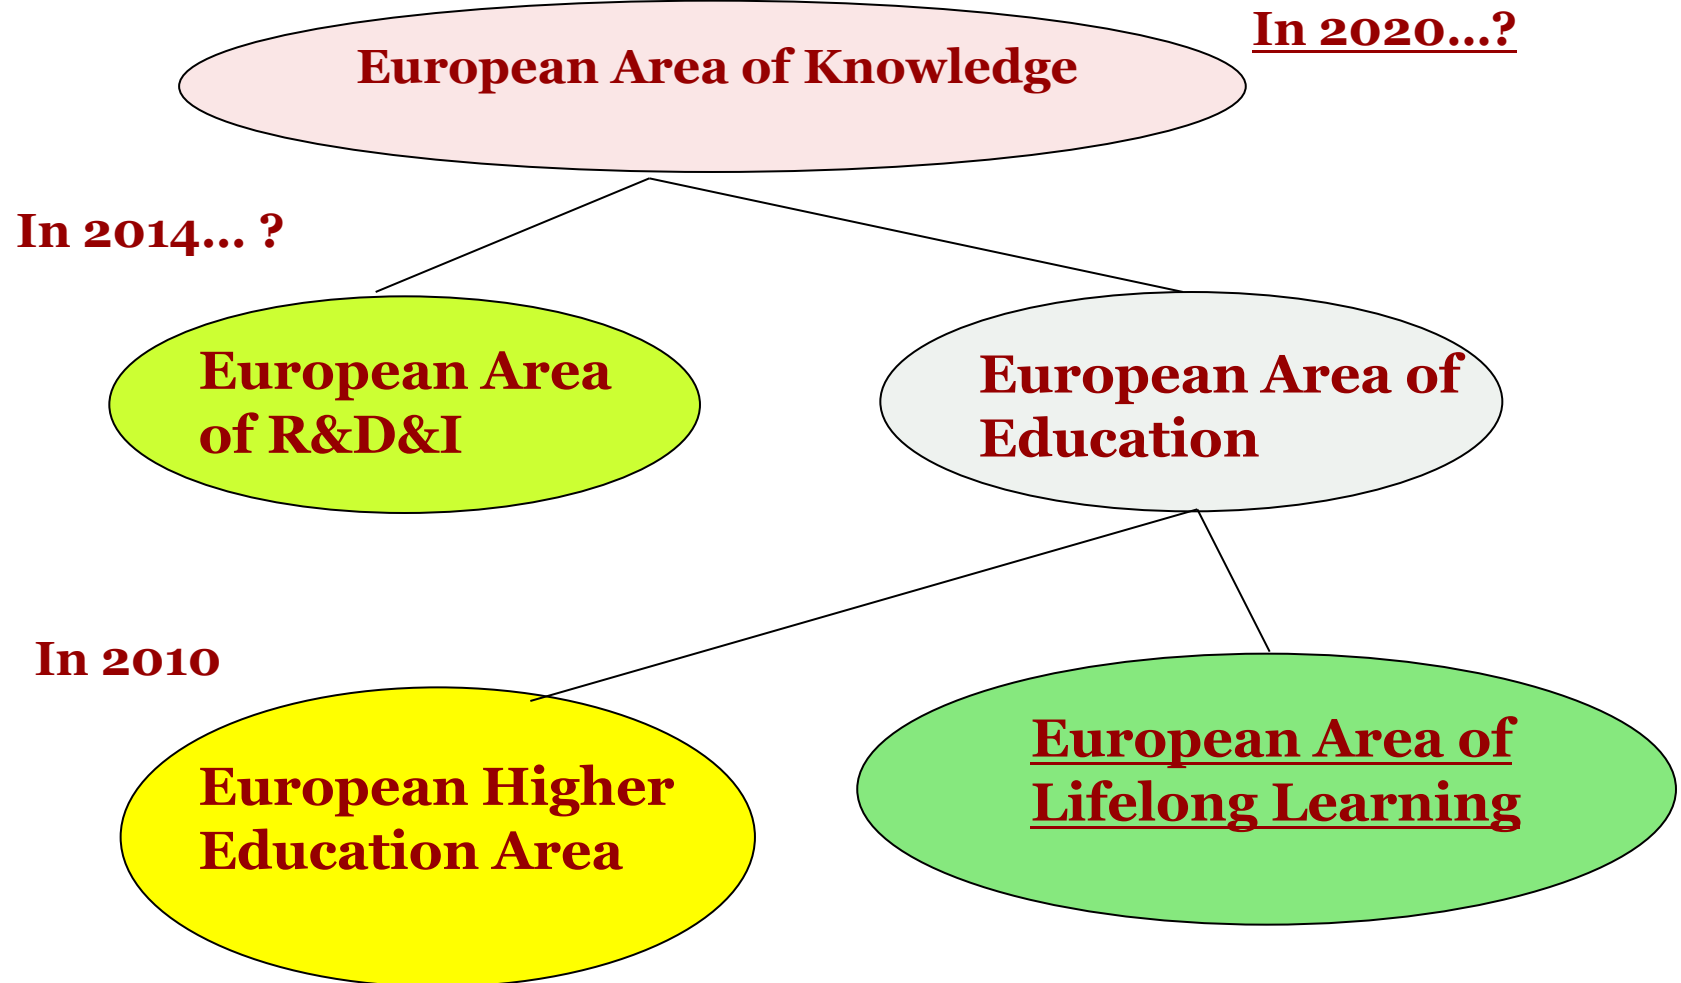 European Area of Knowledge
In 2020...?
In 2014... ?
European Area
of R&D&I
European Area of
Education
In 2010
European Higher
Education Area
European Area of
Lifelong Learning